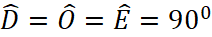 D̂ = Ô = Ê = 90⁰